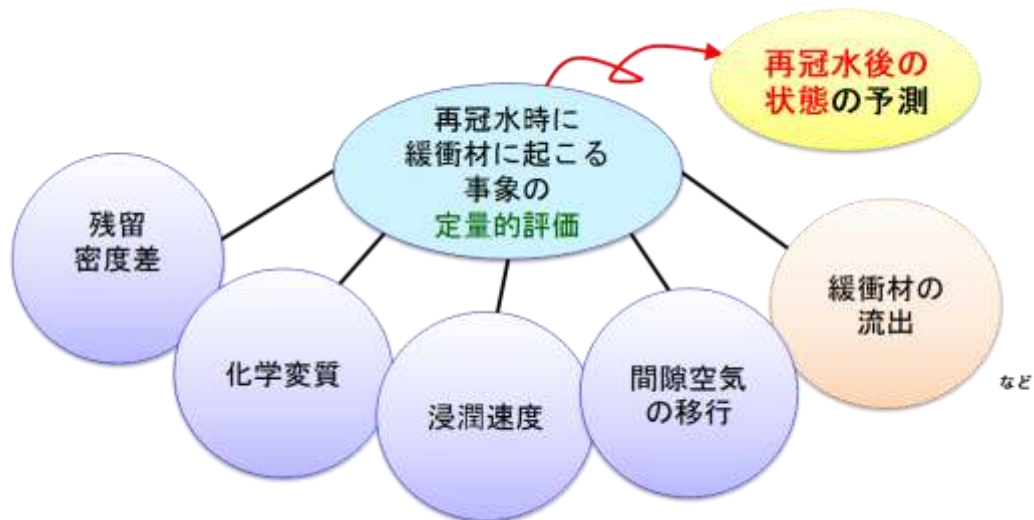 再冠水後の
状態の予測
再冠水時に
緩衝材に起こる
事象の
定量的評価
残留
密度差
化学変質
浸潤速度
間隙空気
の移行
緩衝材の
流出
など